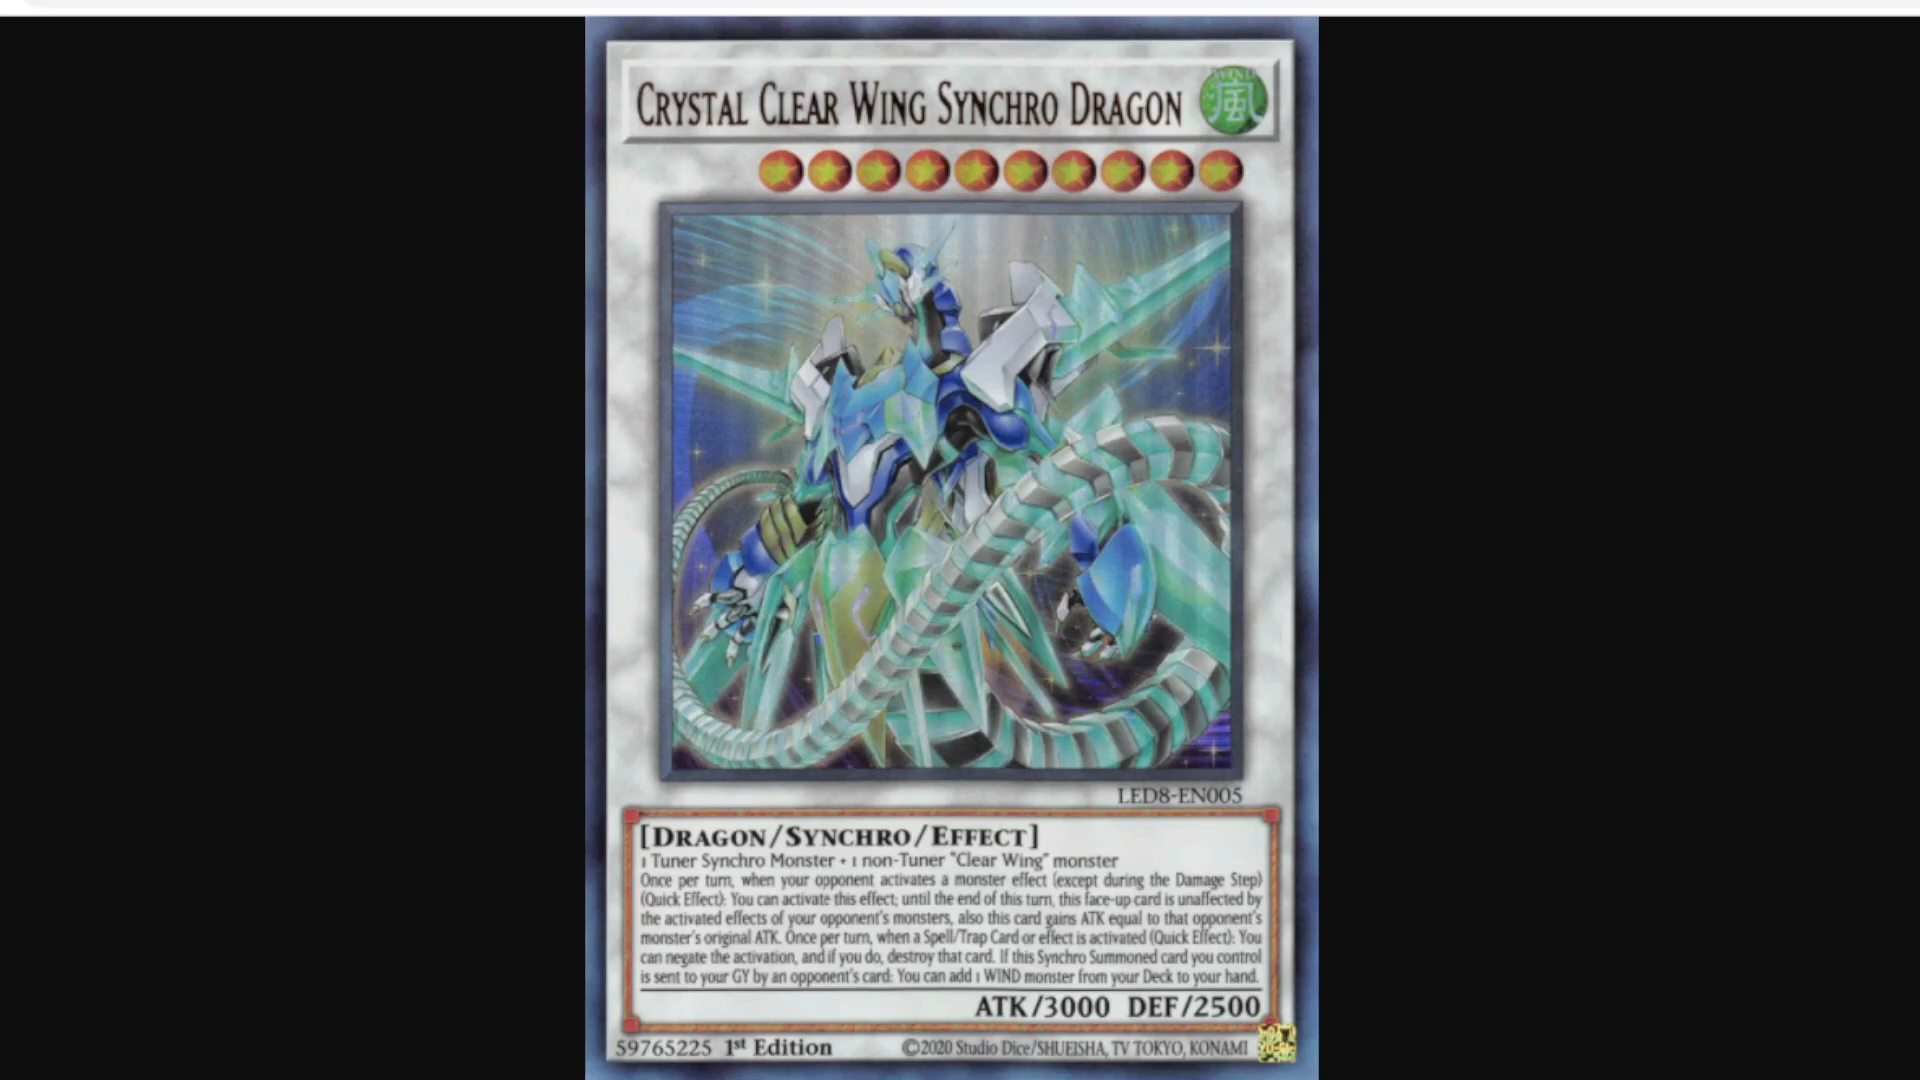 CRYSTAL CLEAR WING SYNCHRO DRAGON
WIND
風
LED8-EN005
[DRAGON/SYNCHRO/EFFECT]
1 Tuner Synchro Monster + 1 non-Tuner "Clear Wing" monster
Once per turn, when your opponent activates a monster effect (except during the Damage Step)
(Quick Effect): You can activate this effect; until the end of this turn, this face-up card is unaffected by
the activated effects of your opponent's monsters, also this card gains ATK equal to that opponent's
monster's original ATK. Once per turn, when a Spell/Trap Card or effect is activated (Quick Effect): You
can negate the activation, and if you do, destroy that card. If this Synchro Summoned card you control
is sent to your GY by an opponent's card: You can add 1 WIND monster from your Deck to your hand.
ATK/3000 DEF/2500
59765225 1st Edition ©2020 Studio Dice/SHUEISHA, TV TOKYO, KONAMI